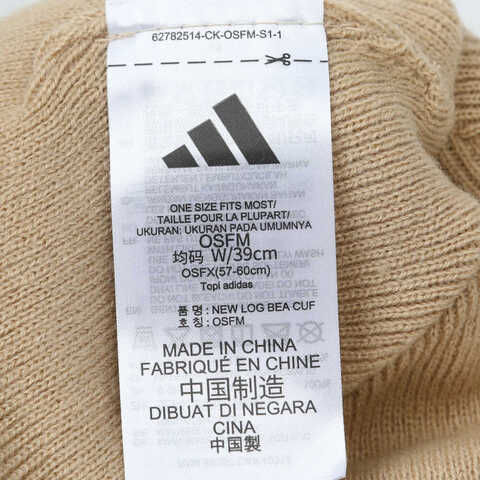 62782514-CK-OSFM-S1-1
ONE SIZE FITS MOST/
TAILLE POUR LA PLUPART/
UKURAN: UKURAN PADA UMUMNYA
OSFM
均码 W/39cm
OSFX(57-60cm)
Topi adidas
품 명 : NEW LOG BEA CUF
호 칭 : OSFM
MADE IN CHINA
FABRIQUÉ EN CHINE
中国制造
DIBUAT DI NEGARA
CINA
中国製